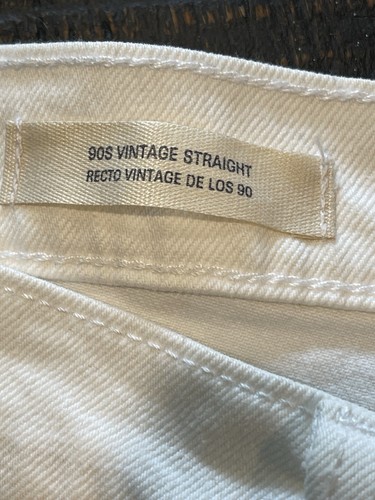 90S VINTAGE STRAIGHT
RECTO VINTAGE DE LOS 90